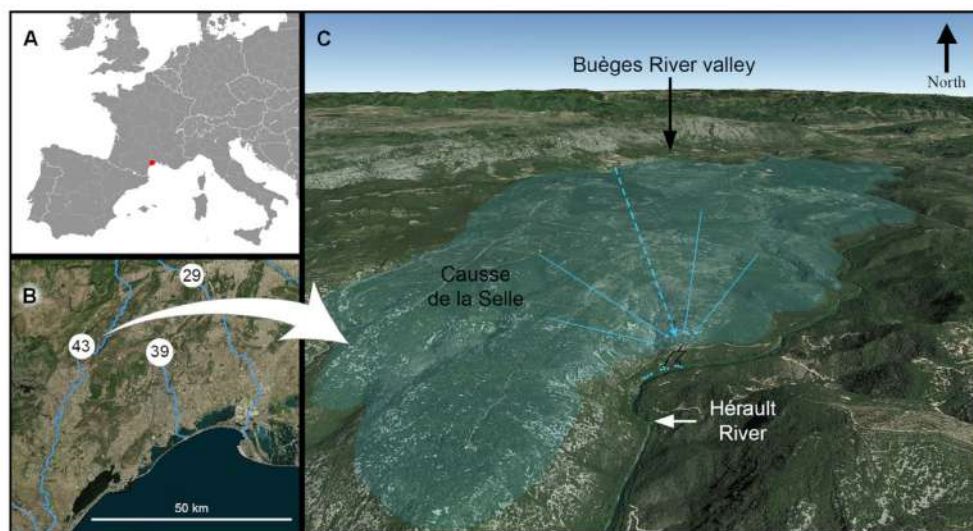 A
B
29
43
39
50 km
C
Buèges River valley
North
Causse
de la Selle
Hérault
River